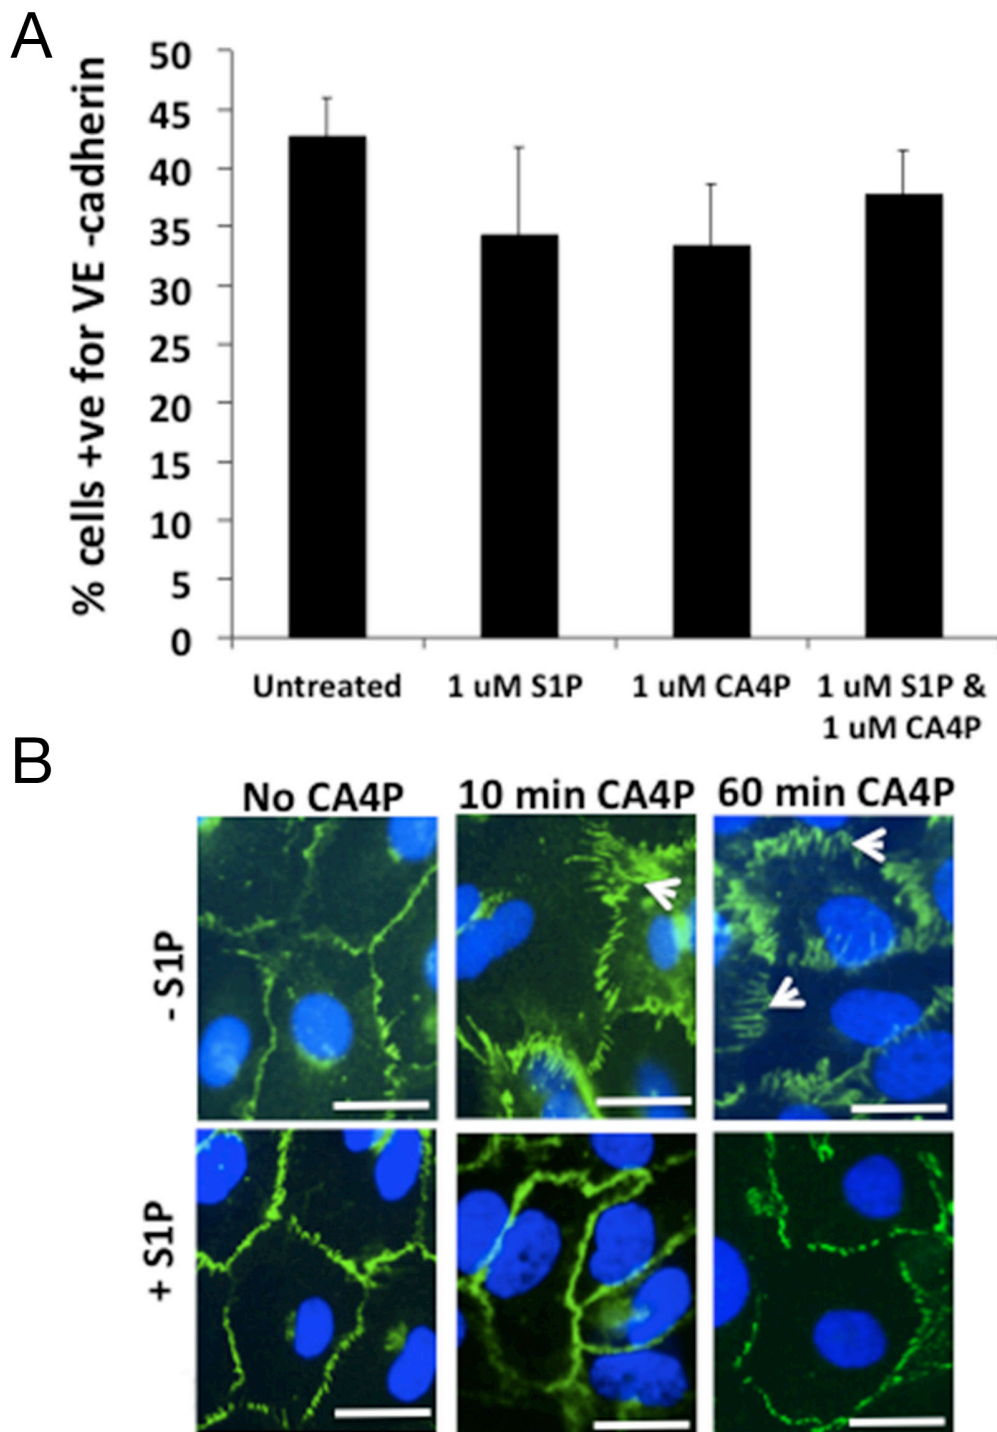 A
% cells +ve for VE -cadherin
50
45
40
35
30
25
20
15
10
5
0
Untreated
1 uM S1P
1 uM CA4P
1 uM S1P &
1 uM CA4P
B
No CA4P
10 min CA4P
60 min CA4P
- S1P
+ S1P